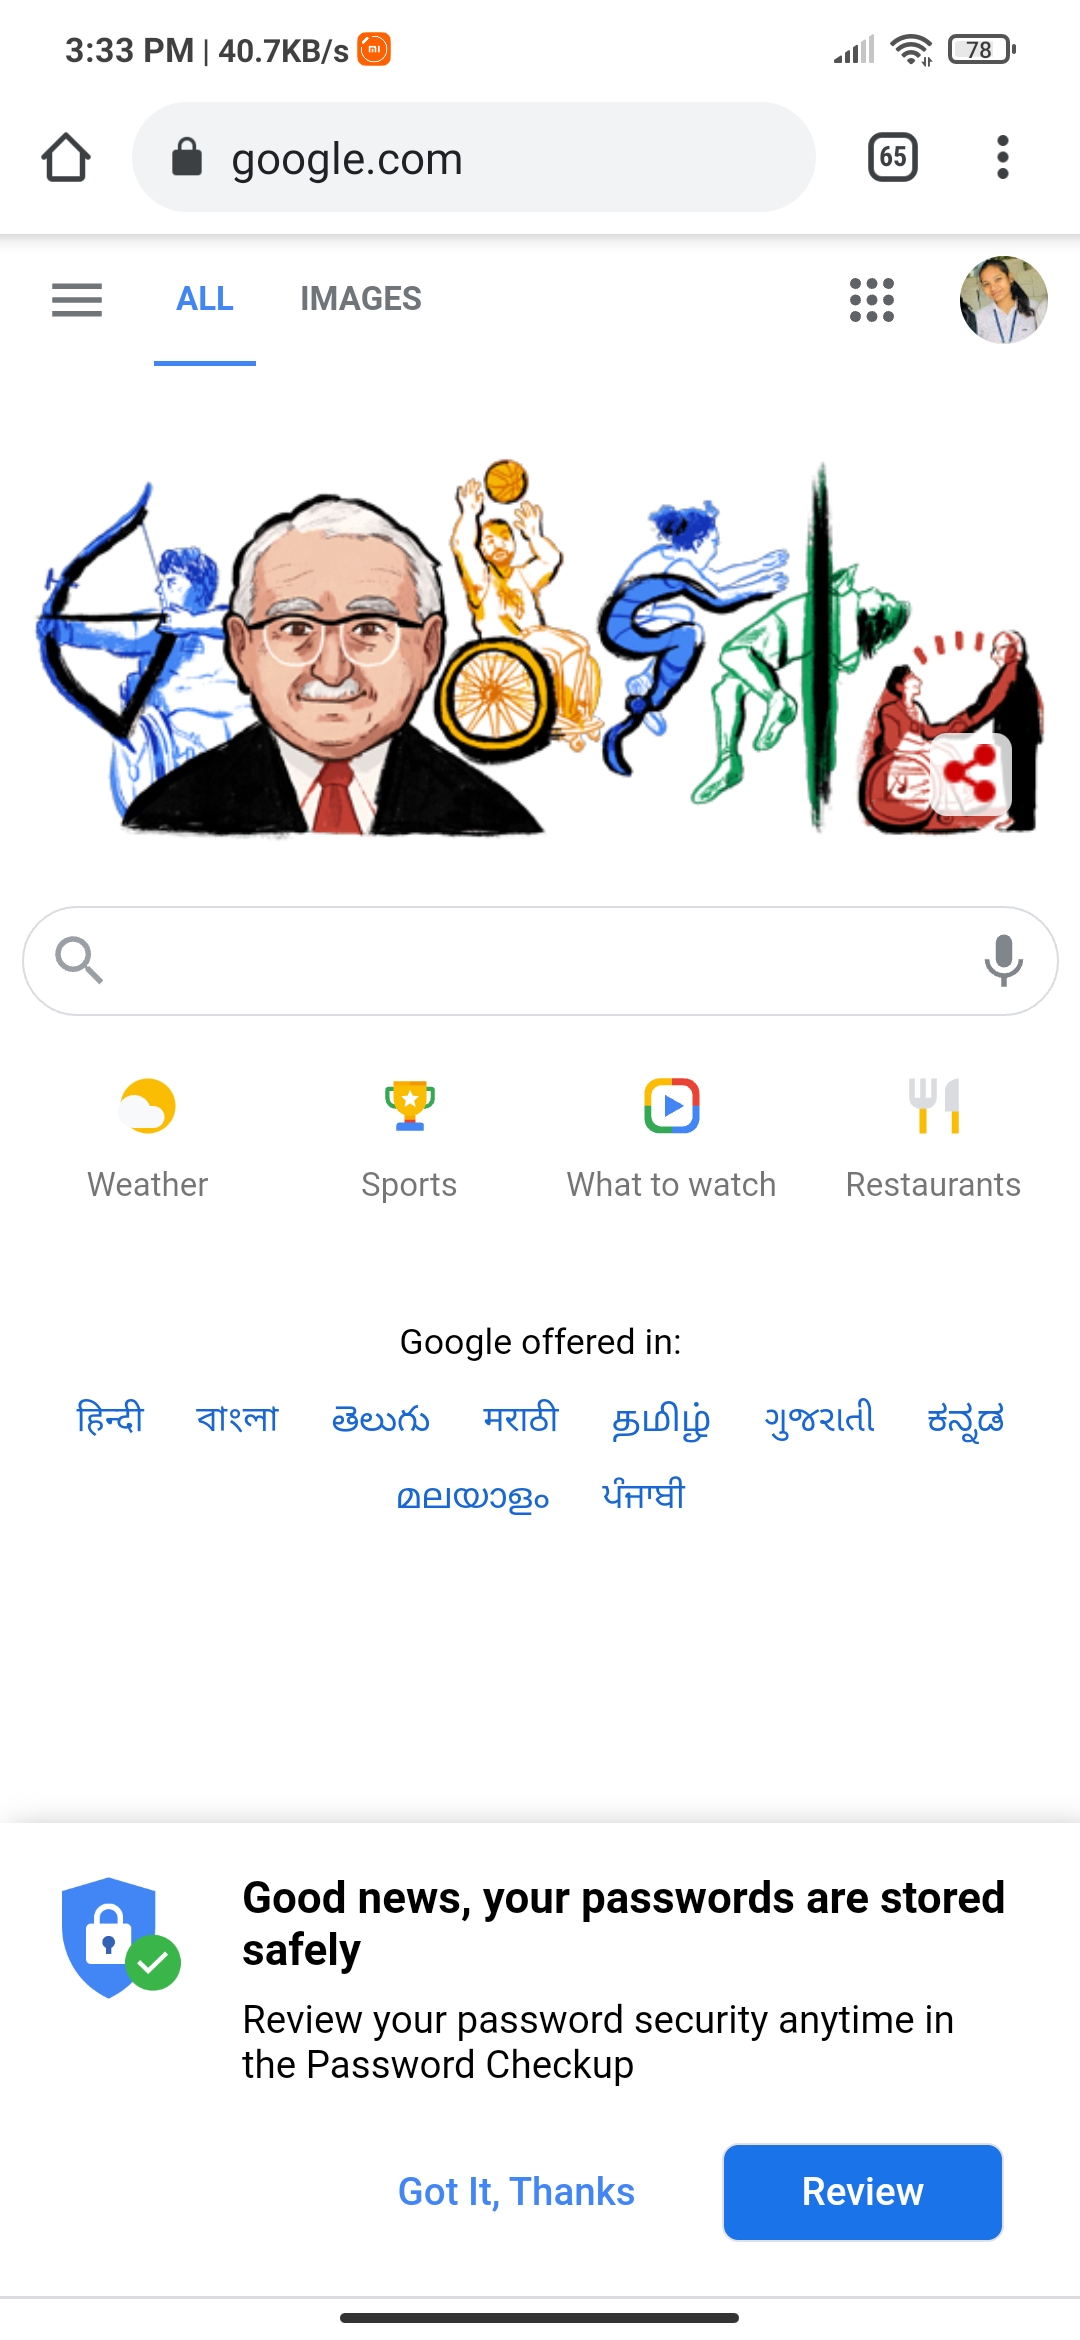 3:33 PM | 40.7KB/s
78
google.com
65
ALL IMAGES
Weather Sports What to watch Restaurants
Google offered in:
हिन्दी বাংলা తెలుగు मराठी தமிழ் ગુજરાતી ಕನ್ನಡ
മലയാളം ਪੰਜਾਬੀ
Good news, your passwords are stored
safely
Review your password security anytime in
the Password Checkup
Got It, Thanks Review